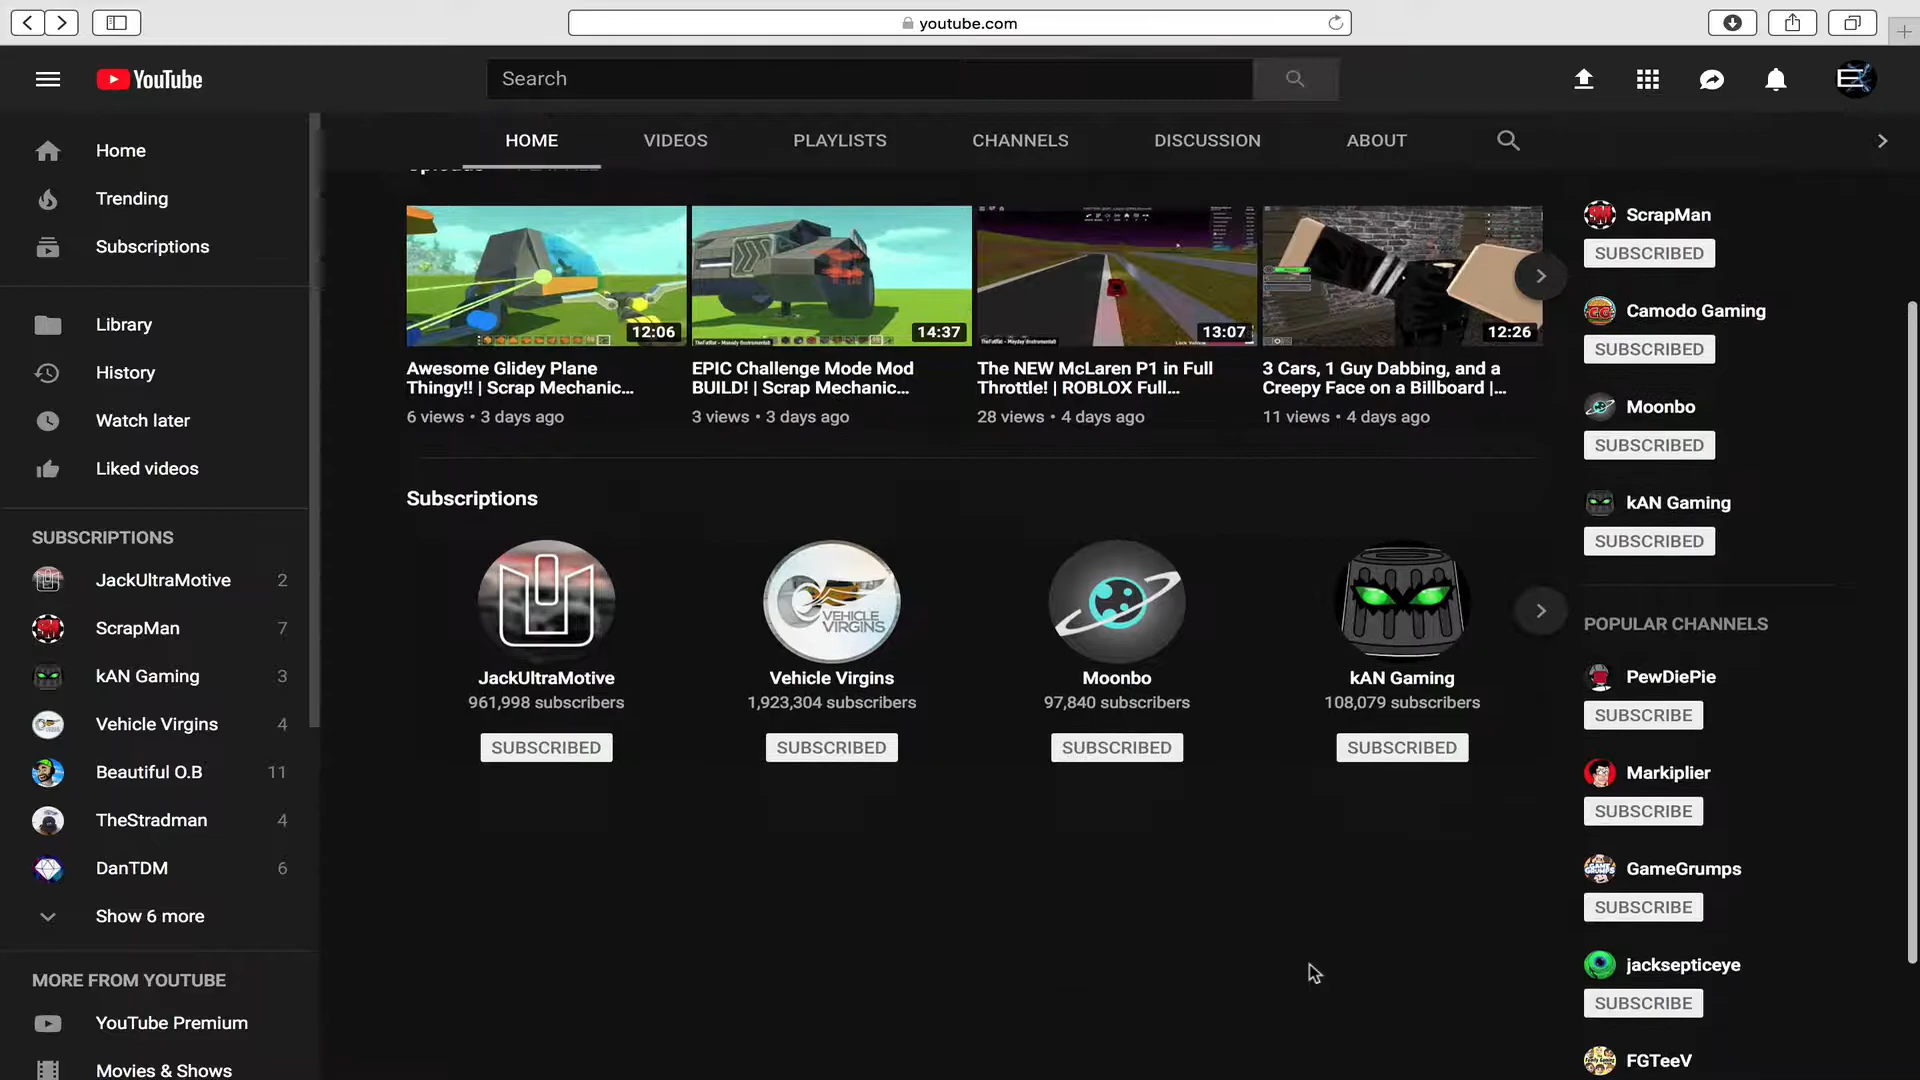 youtube.com
YouTube
Search
HOME VIDEOS PLAYLISTS CHANNELS DISCUSSION ABOUT
Home
Trending
Subscriptions
Library
History
Watch later
Liked videos
SUBSCRIPTIONS
JackUltraMotive 2
ScrapMan 7
kAN Gaming 3
Vehicle Virgins 4
Beautiful O.B 11
TheStradman 4
DanTDM 6
Show 6 more
MORE FROM YOUTUBE
YouTube Premium
Movies & Shows
12:06
Awesome Glidey Plane
Thingy!! | Scrap Mechanic...
6 views • 3 days ago
14:37
EPIC Challenge Mode Mod
BUILD! | Scrap Mechanic...
3 views • 3 days ago
13:07
The NEW McLaren P1 in Full
Throttle! | ROBLOX Full...
28 views • 4 days ago
12:26
3 Cars, 1 Guy Dabbing, and a
Creepy Face on a Billboard |...
11 views • 4 days ago
Subscriptions
JackUltraMotive
961,998 subscribers
SUBSCRIBED
VEHICLE
VIRGINS
Vehicle Virgins
1,923,304 subscribers
SUBSCRIBED
Moonbo
97,840 subscribers
SUBSCRIBED
kAN Gaming
108,079 subscribers
SUBSCRIBED
ScrapMan
SUBSCRIBED
Camodo Gaming
SUBSCRIBED
Moonbo
SUBSCRIBED
kAN Gaming
SUBSCRIBED
POPULAR CHANNELS
PewDiePie
SUBSCRIBE
Markiplier
SUBSCRIBE
GameGrumps
SUBSCRIBE
jacksepticeye
SUBSCRIBE
FGTeeV